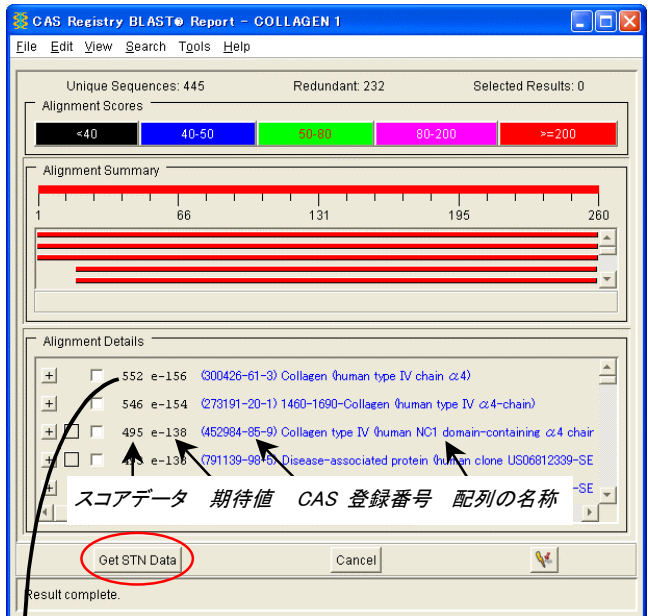 CAS Registry BLAST® Report - COLLAGEN 1
File Edit View Search Tools Help
Unique Sequences: 445 Redundant: 232 Selected Results: 0
Alignment Scores
<40 40-50 50-80 80-200 >=200
Alignment Summary
1 66 131 195 260
Alignment Details
+ 552 e-156 (300426-61-3) Collagen (human type IV chain α4)
+ 546 e-154 (273191-20-1) 1460-1690-Collagen (human type IV α4-chain)
+ 495 e-138 (452984-85-9) Collagen type IV (human NC1 domain-containing α4 chain
+ e-138 (791139-98-5) Disease-associated protein (human clone US06812339-SE
-SE
スコアデータ 期待値 CAS 登録番号 配列の名称
Get STN Data Cancel
Result complete.